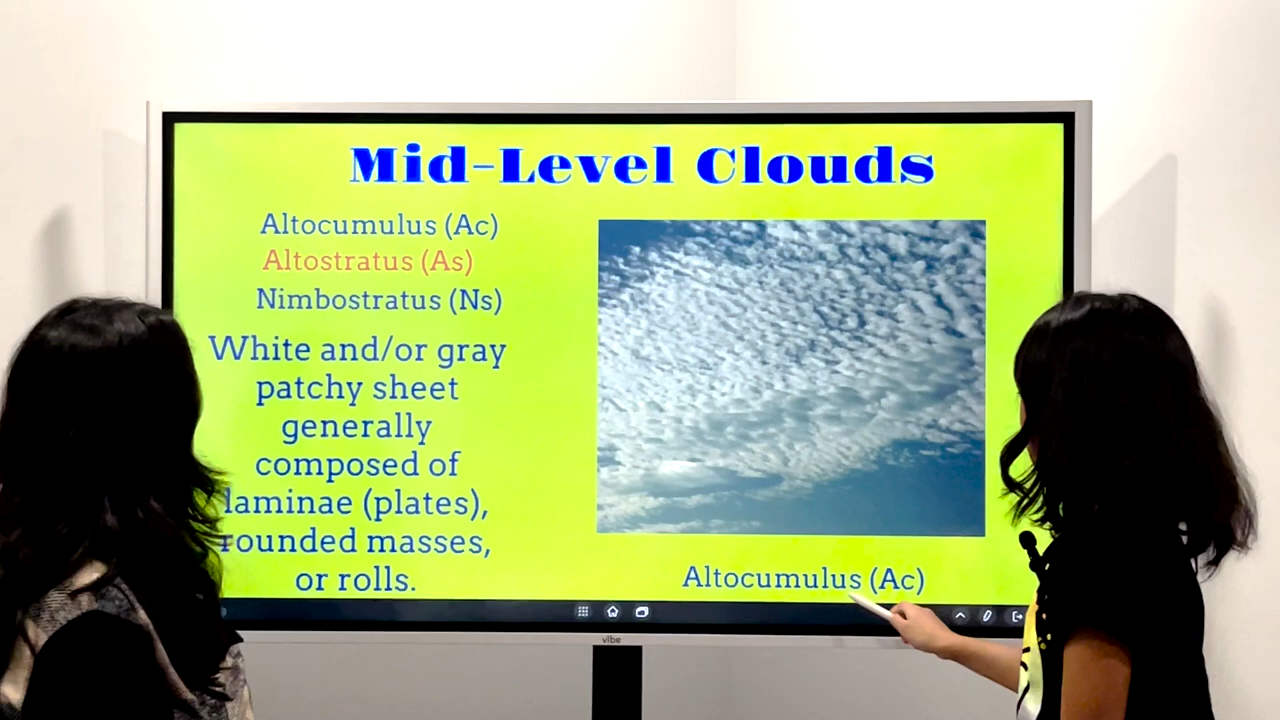 Mid-Level Clouds
Altocumulus (Ac)
Altostratus (As)
Nimbostratus (Ns)
White and/or gray
patchy sheet
generally
composed of
laminae (plates),
rounded masses,
or rolls.
Altocumulus (Ac)
vibe